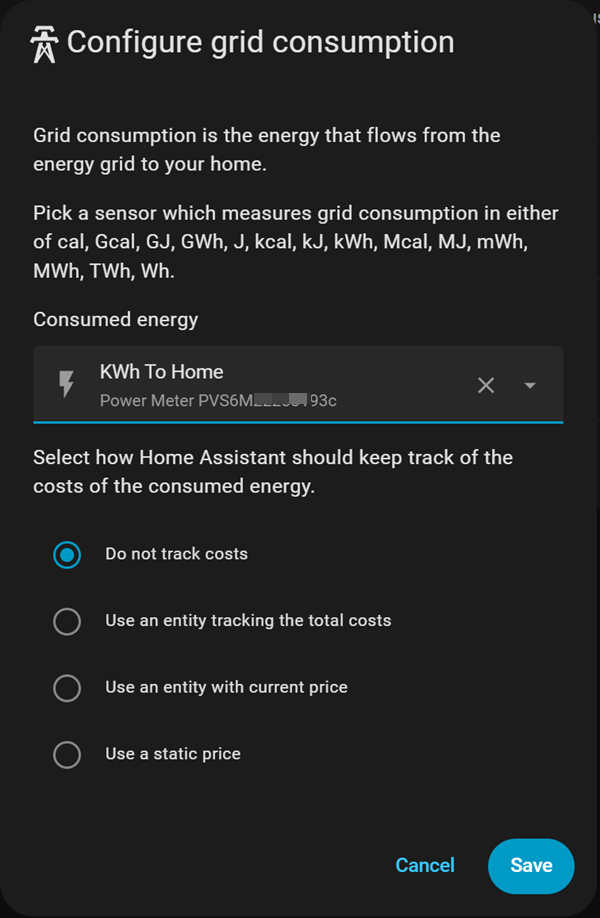 Configure grid consumption
Grid consumption is the energy that flows from the
energy grid to your home.
Pick a sensor which measures grid consumption in either
of cal, Gcal, GJ, GWh, J, kcal, kJ, kWh, Mcal, MJ, mWh,
MWh, TWh, Wh.
Consumed energy
KWh To Home
Power Meter
Select how Home Assistant should keep track of the
costs of the consumed energy.
Do not track costs
Use an entity tracking the total costs
Use an entity with current price
Use a static price
Cancel
Save